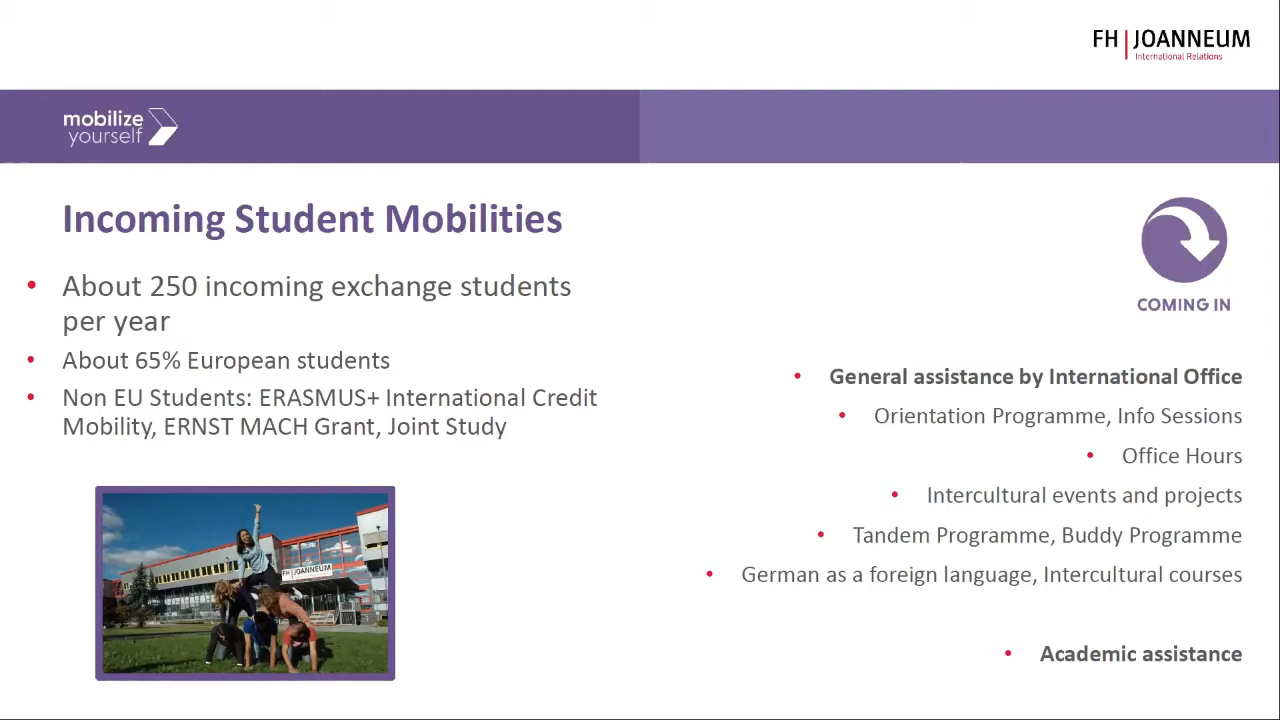 FH | JOANNEUM
International Relations
mobilize
yourself
Incoming Student Mobilities
• About 250 incoming exchange students
per year
• About 65% European students
• Non EU Students: ERASMUS+ International Credit
Mobility, ERNST MACH Grant, Joint Study
FH | JOANNEUM
COMING IN
• General assistance by International Office
• Orientation Programme, Info Sessions
• Office Hours
• Intercultural events and projects
• Tandem Programme, Buddy Programme
• German as a foreign language, Intercultural courses
• Academic assistance